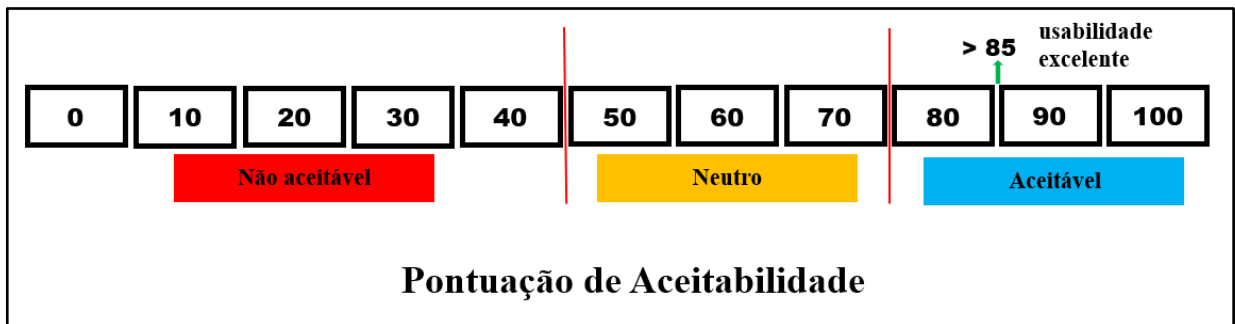 usabilidade
> 85 excelente
0 10 20 30 40 50 60 70 80 90 100
Não aceitável Neutro Aceitável
Pontuação de Aceitabilidade